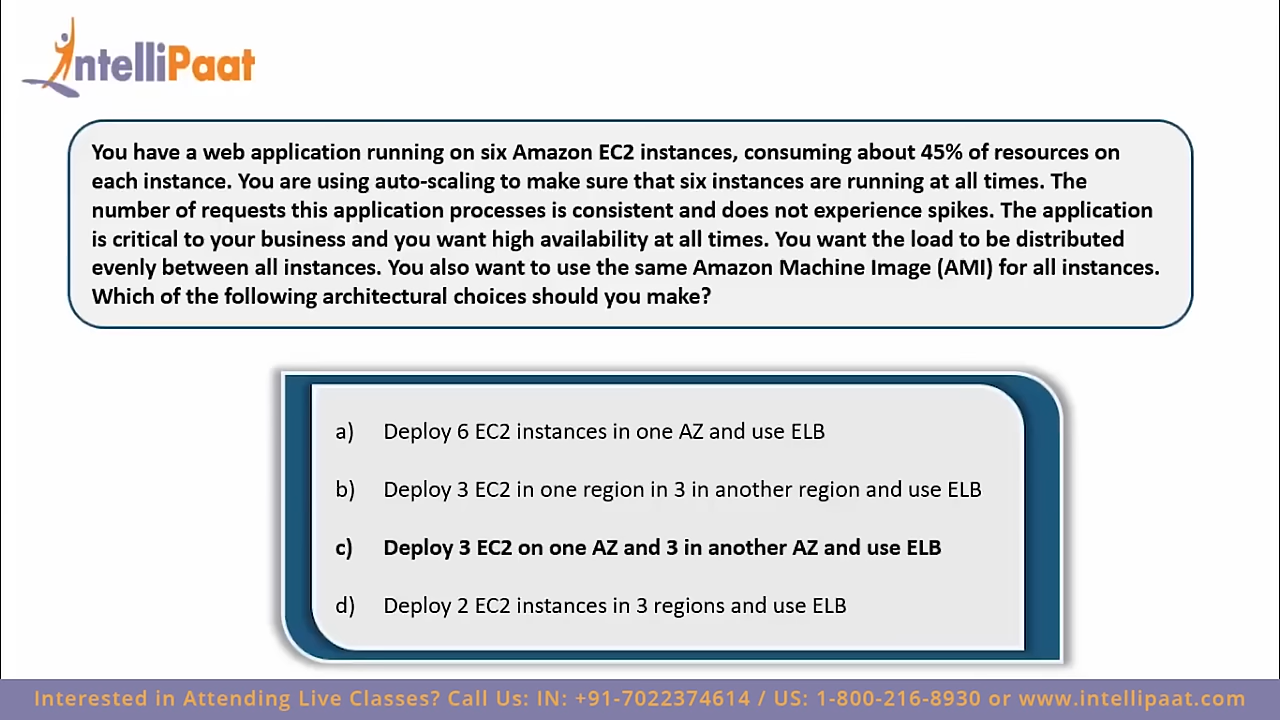 IntelliPaat
You have a web application running on six Amazon EC2 instances, consuming about 45% of resources on
each instance. You are using auto-scaling to make sure that six instances are running at all times. The
number of requests this application processes is consistent and does not experience spikes. The application
is critical to your business and you want high availability at all times. You want the load to be distributed
evenly between all instances. You also want to use the same Amazon Machine Image (AMI) for all instances.
Which of the following architectural choices should you make?
a) Deploy 6 EC2 instances in one AZ and use ELB
b) Deploy 3 EC2 in one region in 3 in another region and use ELB
c) Deploy 3 EC2 on one AZ and 3 in another AZ and use ELB
d) Deploy 2 EC2 instances in 3 regions and use ELB
Interested in Attending Live Classes? Call Us: IN: +91-7022374614 / US: 1-800-216-8930 or www.intellipaat.com